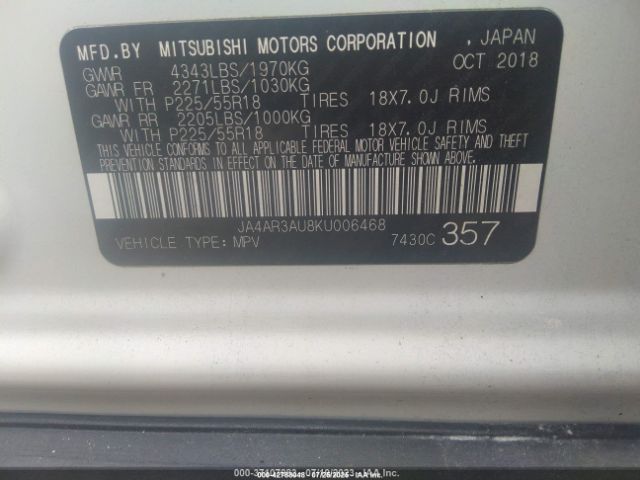 MFD.BY MITSUBISHI MOTORS CORPORATION , JAPAN
GVWR 4343LBS/1970KG OCT 2018
GAWR FR 2271LBS/1030KG
WITH P225/55R18 TIRES 18X7.0J RIMS
GAWR RR 2205LBS/1000KG
WITH P225/55R18 TIRES 18X7.0J RIMS
THIS VEHICLE CONFORMS TO ALL APPLICABLE FEDERAL MOTOR VEHICLE SAFETY AND THEFT
PREVENTION STANDARDS IN EFFECT ON THE DATE OF MANUFACTURE SHOWN ABOVE.
JA4AR3AU8KU006468
VEHICLE TYPE: MPV 7430C 357